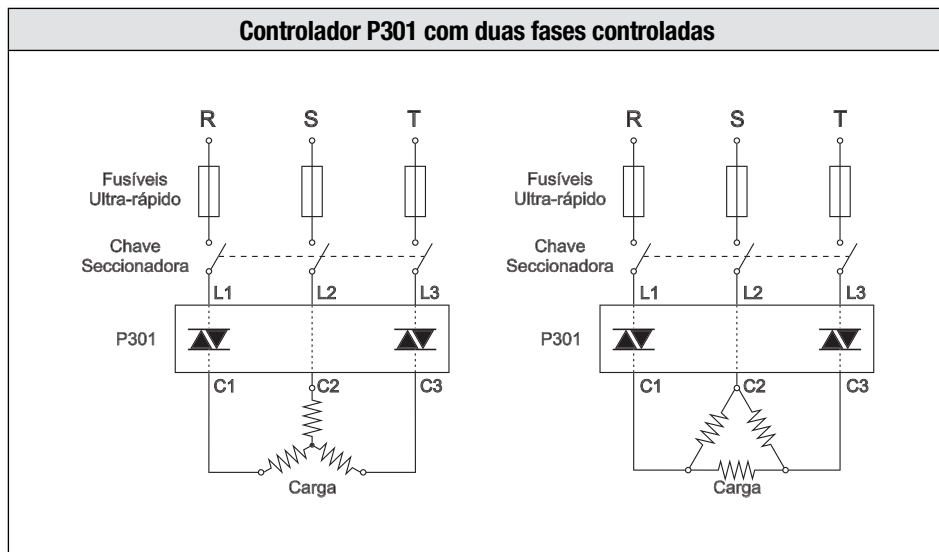 Controlador P301 com duas fases controladas
R S T
Fusíveis
Ultra-rápido
Chave
Seccionadora
L1 L2 L3
P301
C1 C2 C3
Carga
R S T
Fusíveis
Ultra-rápido
Chave
Seccionadora
L1 L2 L3
P301
C1 C2 C3
Carga